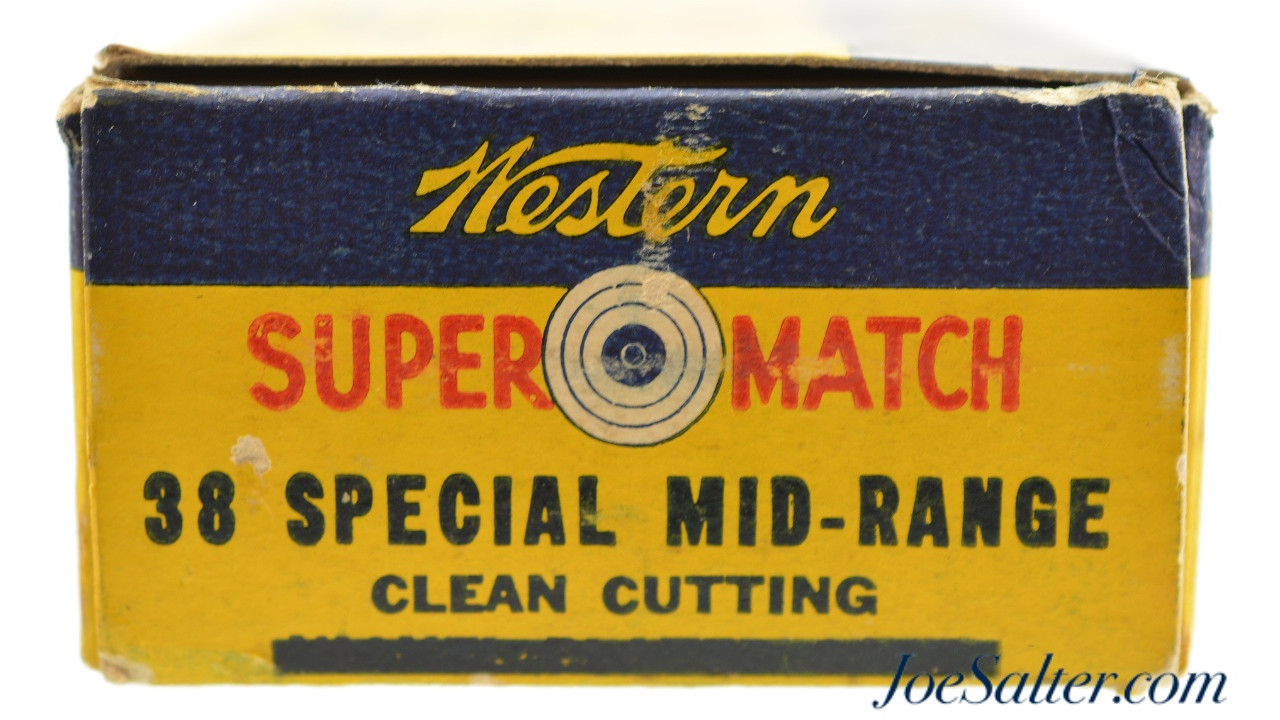 Western
SUPER MATCH
38 SPECIAL MID-RANGE
CLEAN CUTTING
JoeSalter.com